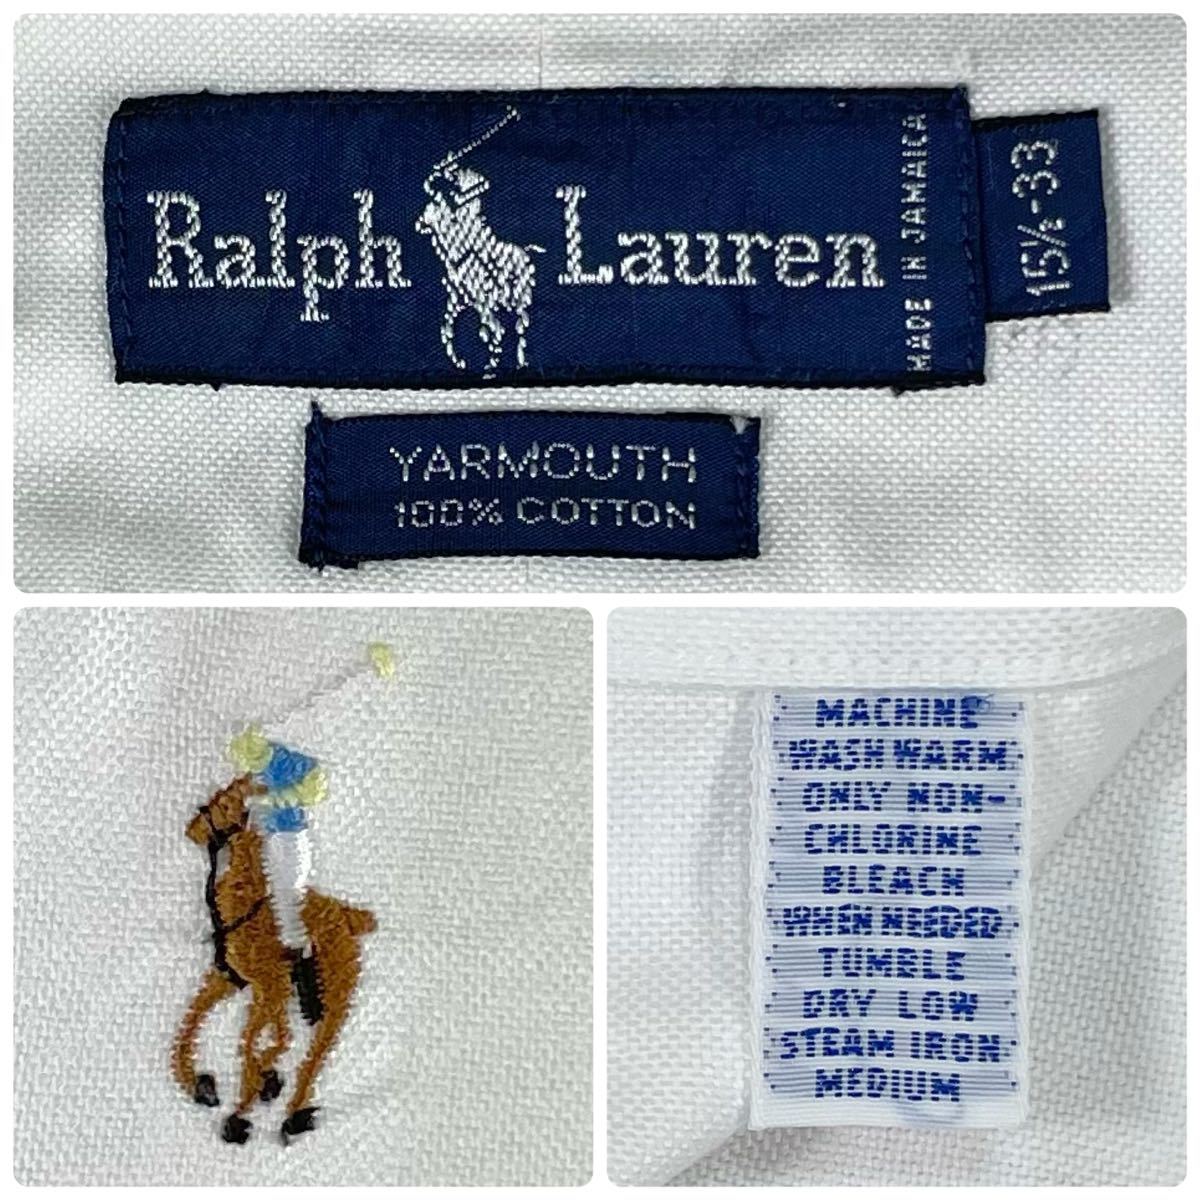 Ralph Lauren
MADE IN JAMAICA
15½-33
YARMOUTH
100% COTTON
MACHINE
WASH WARM
ONLY NON-
CHLORINE
BLEACH
WHEN NEEDED
TUMBLE
DRY LOW
STEAM IRON
MEDIUM